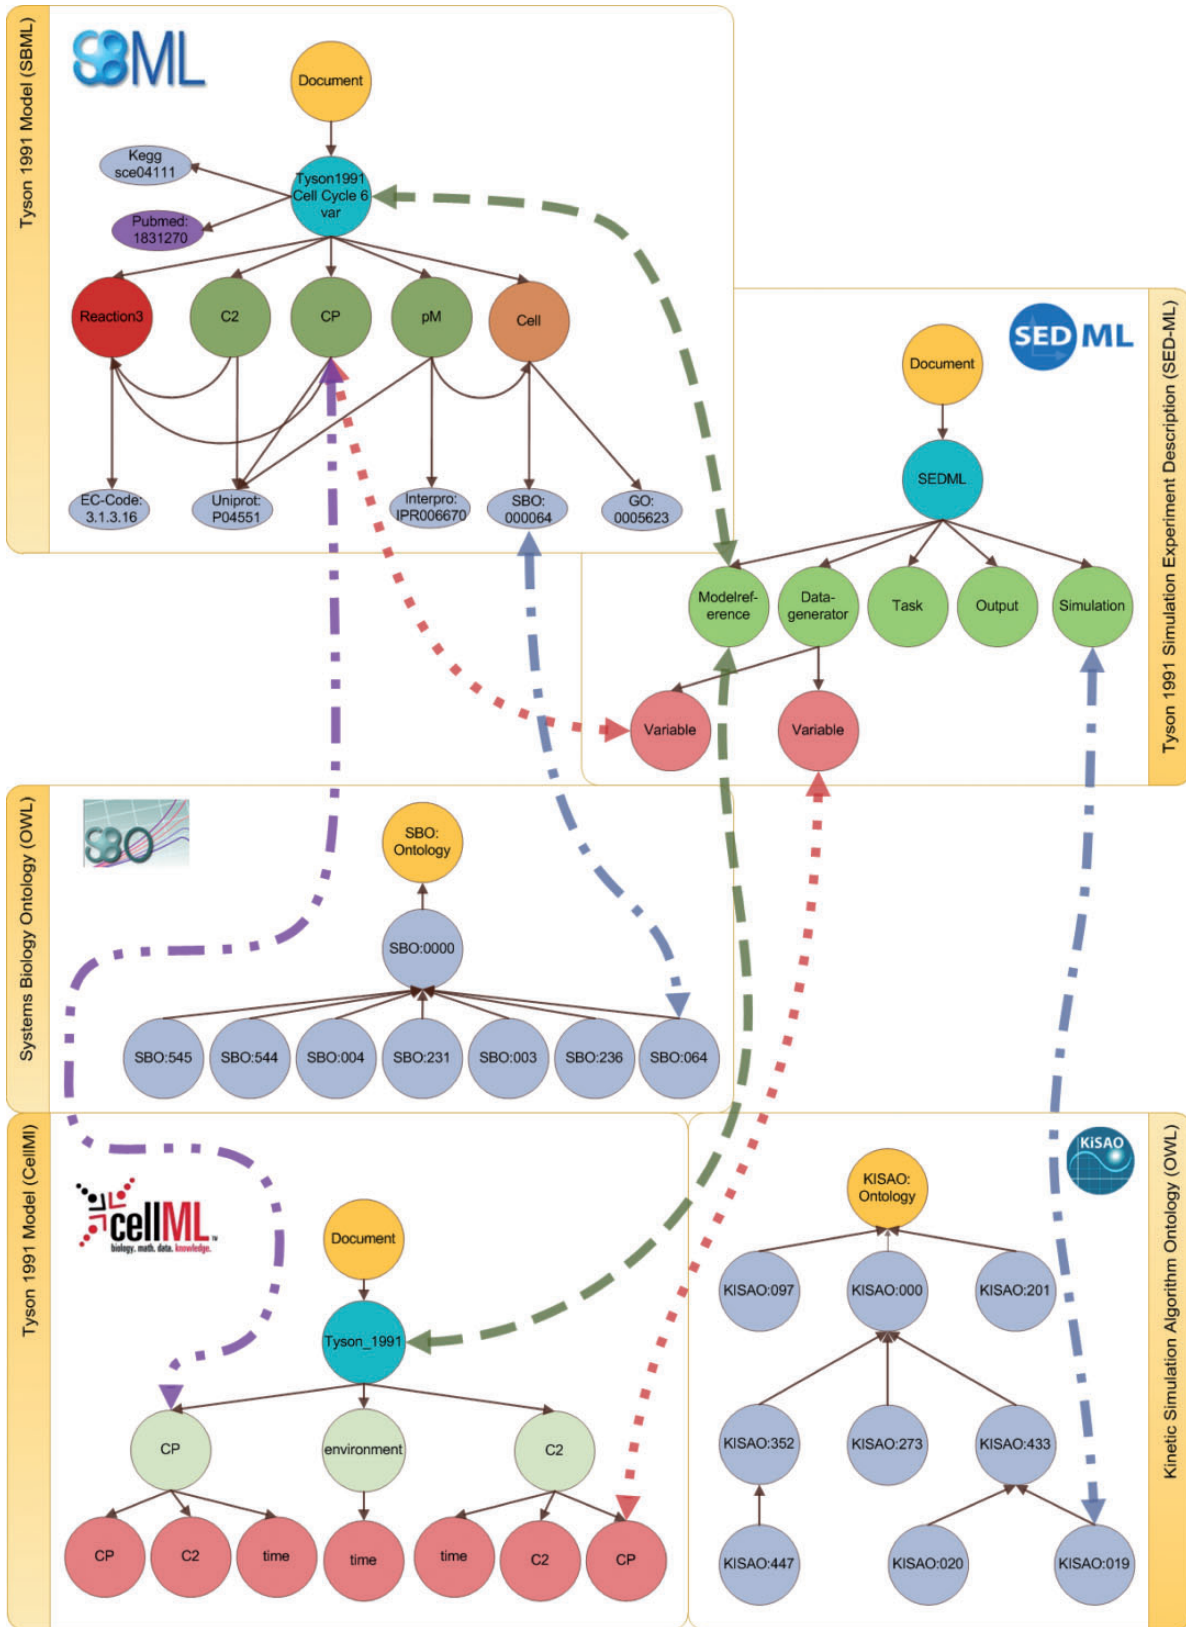 Tyson 1991 Model (SBML)
SBML
Document
Kegg
sce04111
Tyson1991
Cell Cycle 6
var
Pubmed:
1831270
Reaction3
C2
CP
pM
Cell
EC-Code:
3.1.3.16
Uniprot:
P04551
Interpro:
IPR006670
SBO:
000064
GO:
0005623
Tyson 1991 Simulation Experiment Description (SED-ML)
SED ML
Document
SEDML
Modelref-
erence
Data-
generator
Task
Output
Simulation
Variable
Variable
Systems Biology Ontology (OWL)
SBO
SBO:
Ontology
SBO:0000
SBO:545
SBO:544
SBO:004
SBO:231
SBO:003
SBO:236
SBO:064
Tyson 1991 Model (CellMl)
cellML™
biology. math. data. knowledge.
Document
Tyson_1991
CP
environment
C2
CP
C2
time
time
time
C2
CP
Kinetic Simulation Algorithm Ontology (OWL)
KiSAO
KISAO:
Ontology
KISAO:097
KISAO:000
KISAO:201
KISAO:352
KISAO:273
KISAO:433
KISAO:447
KISAO:020
KISAO:019